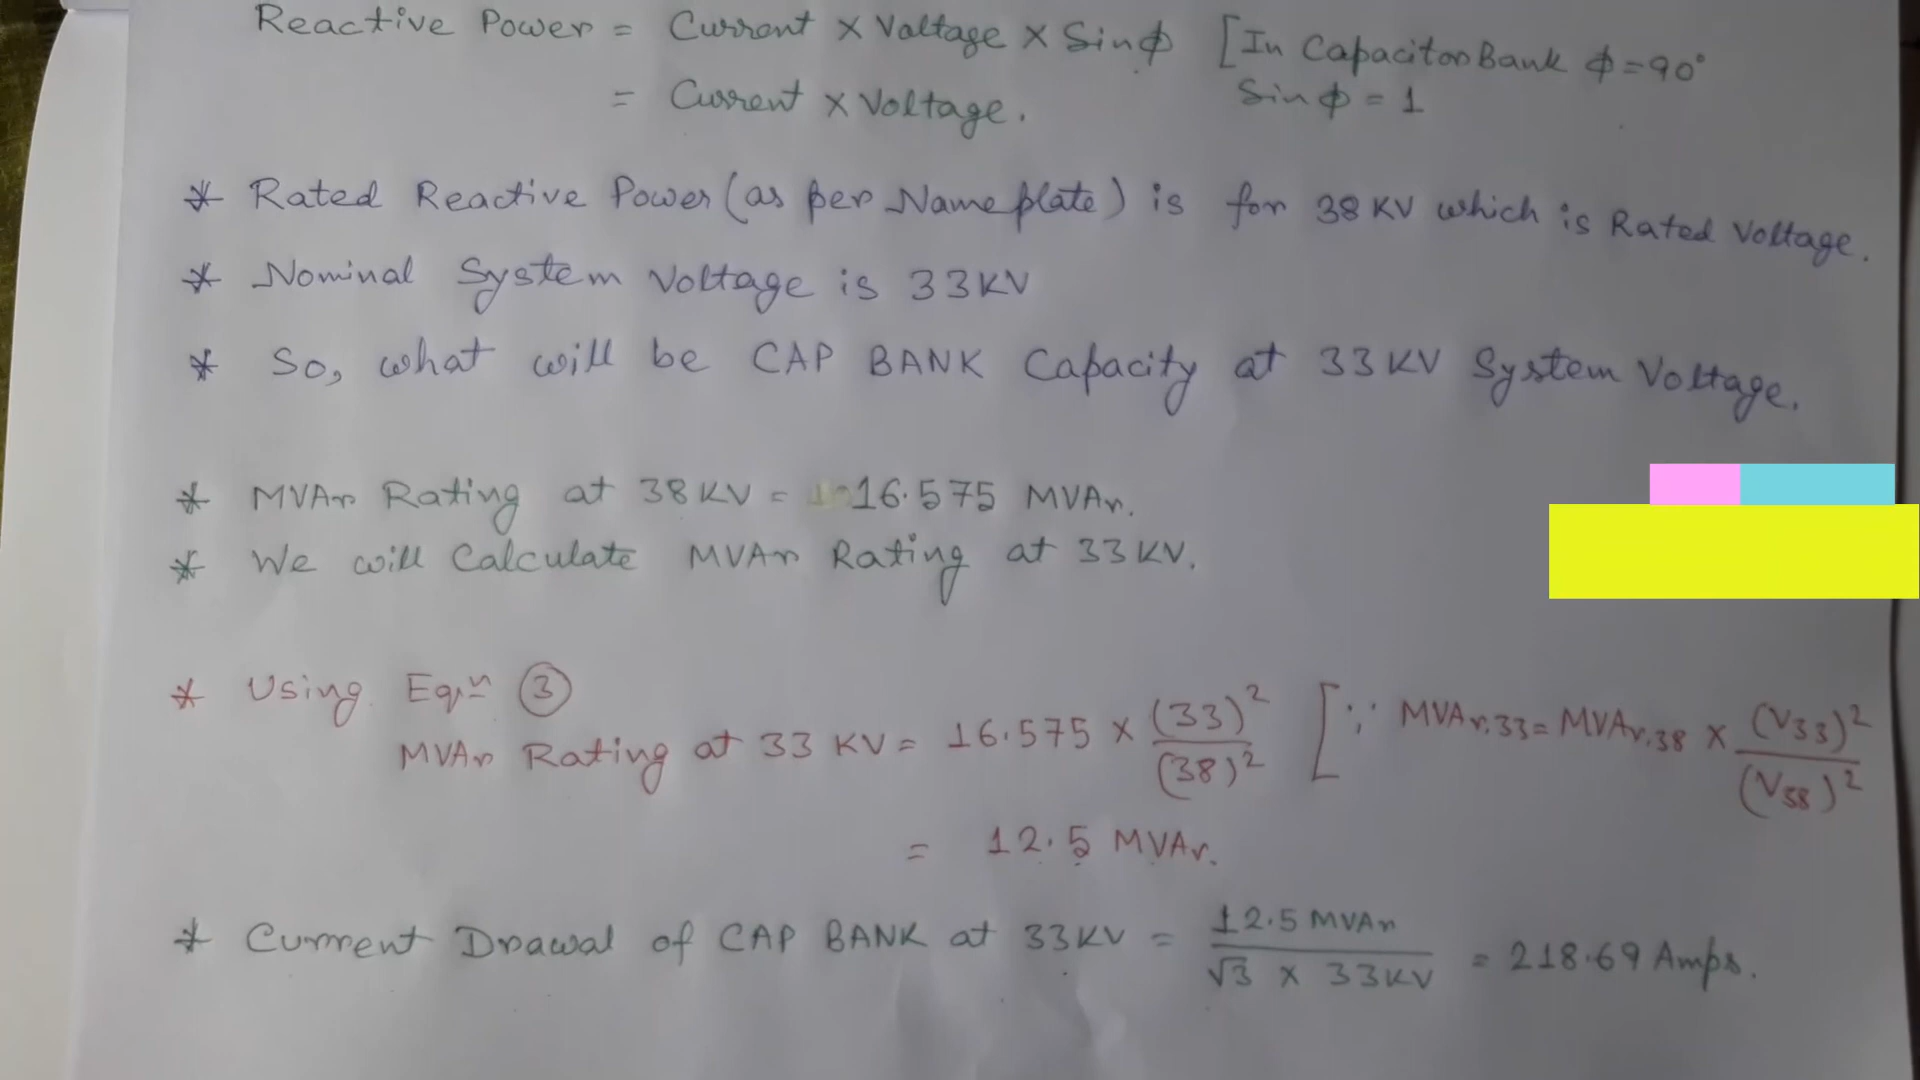 Reactive Power = Current × Voltage × Sinϕ [In Capacitor Bank ϕ=90°
= Current × Voltage. Sin ϕ = 1
* Rated Reactive Power (as per Nameplate) is for 38 KV which is Rated Voltage.
* Nominal System Voltage is 33KV
* So, what will be CAP BANK Capacity at 33KV System Voltage.
* MVAr Rating at 38KV = 16.575 MVAr.
* We will Calculate MVAr Rating at 33KV.
* Using Eqⁿ ③
MVAr Rating at 33 KV = 16.575 × (33)²/(38)² [∵ MVAr,33 = MVAr,38 × (V33)²/(V38)²
= 12.5 MVAr.
* Current Drawal of CAP BANK at 33KV = 12.5 MVAr/√3 × 33KV = 218.69 Amps.